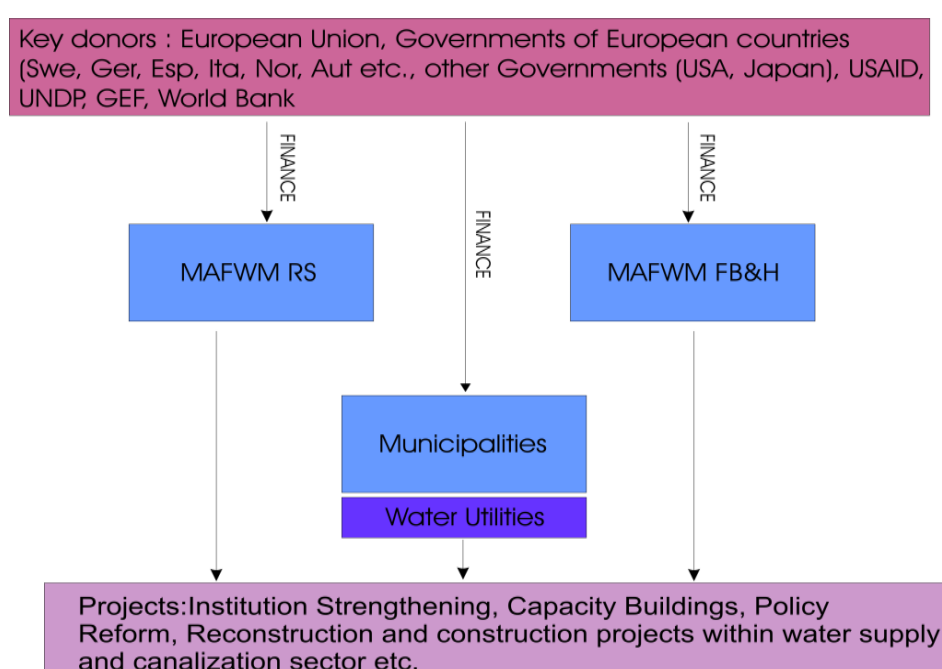 Key donors : European Union, Governments of European countries
(Swe, Ger, Esp, Ita, Nor, Aut etc., other Governments (USA, Japan), USAID,
UNDP, GEF, World Bank
FINANCE
FINANCE
FINANCE
MAFWM RS
MAFWM FB&H
Municipalities
Water Utilities
Projects:Institution Strengthening, Capacity Buildings, Policy
Reform, Reconstruction and construction projects within water supply
and canalization sector etc.